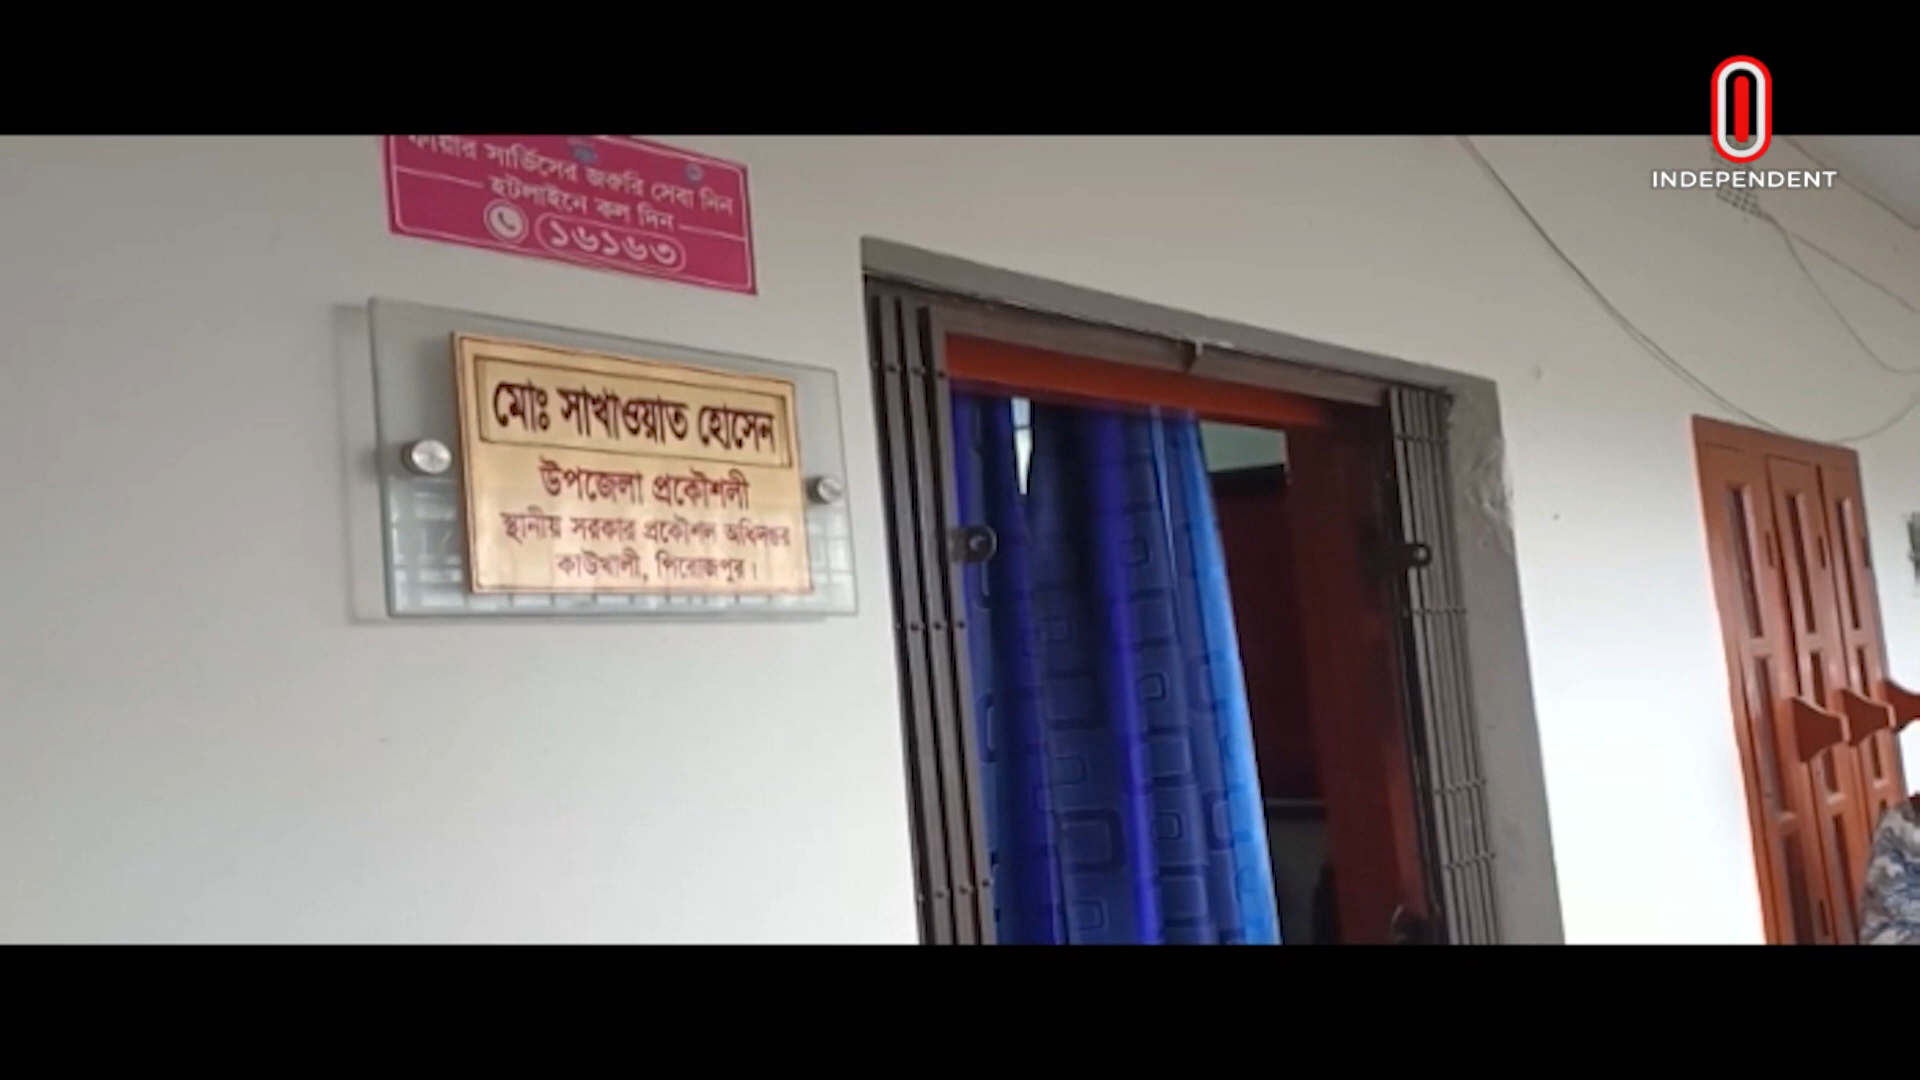 ফায়ার সার্ভিসের জরুরি সেবা নিন
হটলাইনে কল দিন
১৬১৬৩
INDEPENDENT
মোঃ সাখাওয়াত হোসেন
উপজেলা প্রকৌশলী
স্থানীয় সরকার প্রকৌশল অধিদপ্তর
কাউখালী, পিরোজপুর।